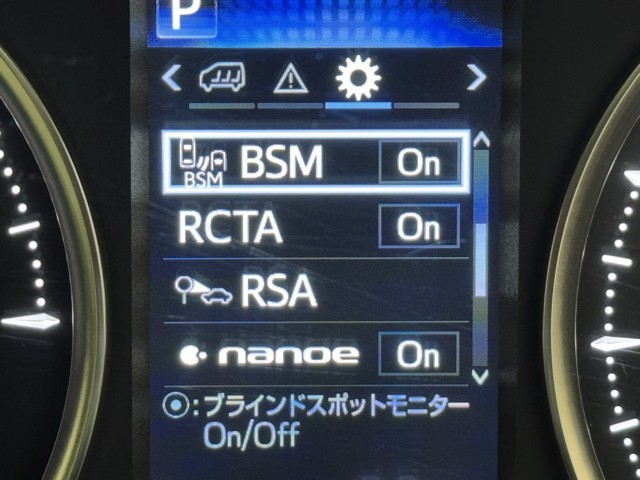 P
BSM BSM On
RCTA On
RSA
nanoe On
⦿:ブラインドスポットモニター
On/Off